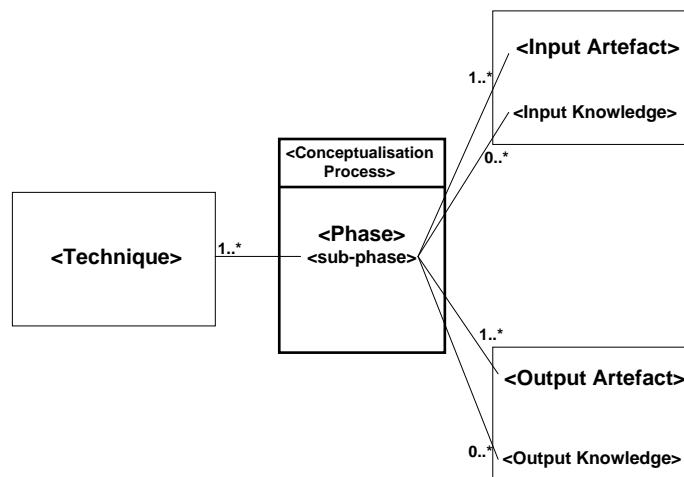 <Input Artefact>
1..*
<Input Knowledge>
0..*
<Conceptualisation
Process>
<Technique>
1..*
<Phase>
<sub-phase>
1..*
<Output Artefact>
0..*
<Output Knowledge>